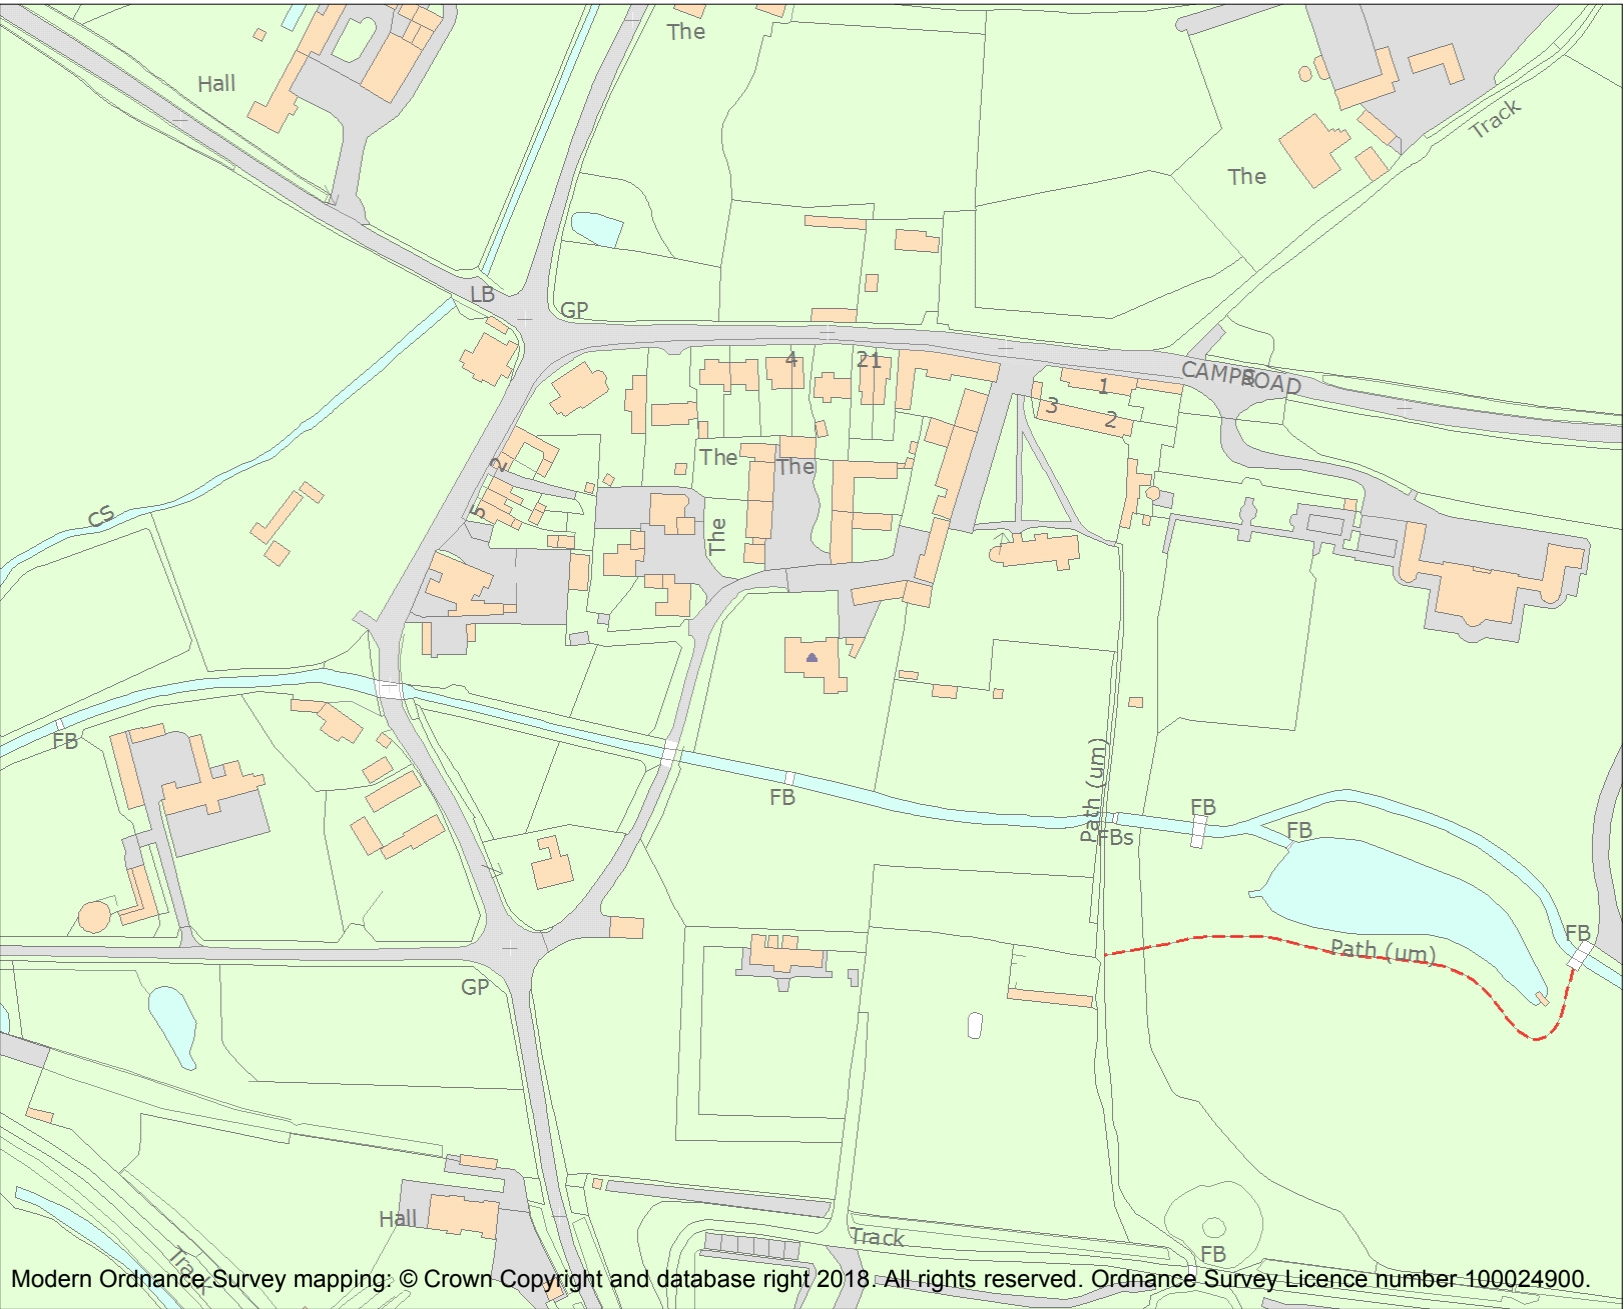 The
Hall
Track
The
LB
GP
4
21
CAMPS ROAD
1
3
2
The
The
2
5
The
CS
FB
Path (um)
FB
FB
FB
FBs
FB
Path (um)
GP
Hall
Track
FB
Track
Modern Ordnance Survey mapping: © Crown Copyright and database right 2018. All rights reserved. Ordnance Survey Licence number 100024900.